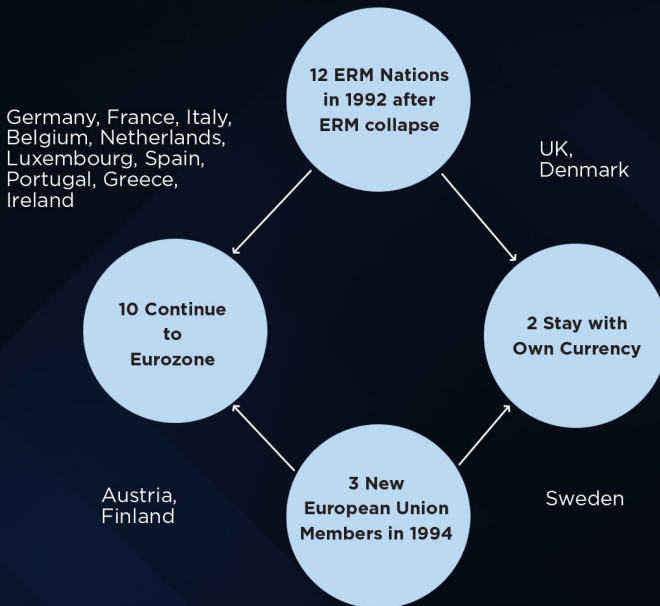 12 ERM Nations
in 1992 after
ERM collapse
Germany, France, Italy,
Belgium, Netherlands,
Luxembourg, Spain,
Portugal, Greece,
Ireland
UK,
Denmark
10 Continue
to
Eurozone
2 Stay with
Own Currency
3 New
European Union
Members in 1994
Austria,
Finland
Sweden